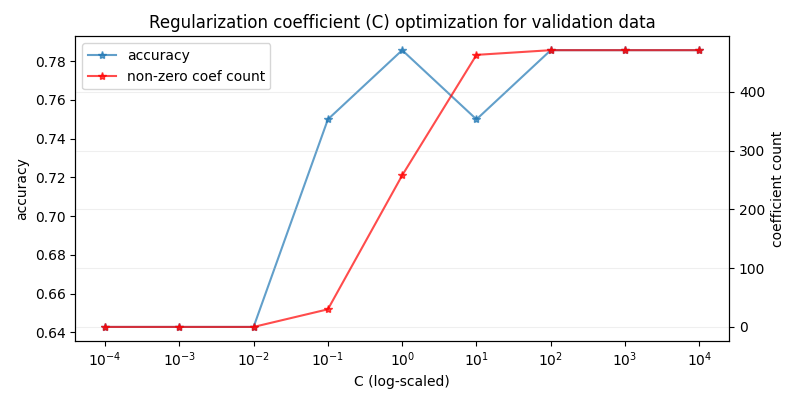 Regularization coefficient (C) optimization for validation data
accuracy
non-zero coef count
0.78
0.76
0.74
0.72
0.70
0.68
0.66
0.64
accuracy
400
300
200
100
0
coefficient count
10⁻⁴ 10⁻³ 10⁻² 10⁻¹ 10⁰ 10¹ 10² 10³ 10⁴
C (log-scaled)